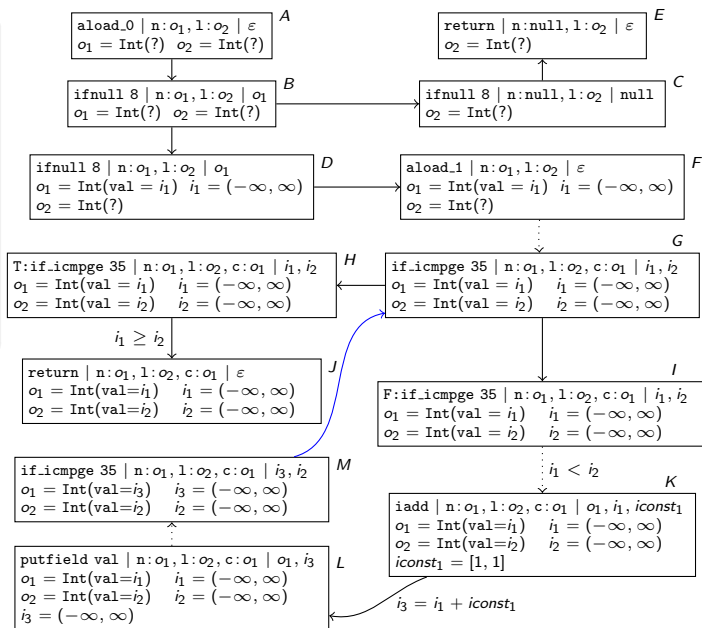 A
aload_0 | n:o₁, l:o₂ | ε
o₁ = Int(?) o₂ = Int(?)
E
return | n:null, l:o₂ | ε
o₂ = Int(?)
B
ifnull 8 | n:o₁, l:o₂ | o₁
o₁ = Int(?) o₂ = Int(?)
C
ifnull 8 | n:null, l:o₂ | null
o₂ = Int(?)
D
ifnull 8 | n:o₁, l:o₂ | o₁
o₁ = Int(val = i₁) i₁ = (−∞, ∞)
o₂ = Int(?)
F
aload_1 | n:o₁, l:o₂ | ε
o₁ = Int(val = i₁) i₁ = (−∞, ∞)
o₂ = Int(?)
H
T:if_icmpge 35 | n:o₁, l:o₂, c:o₁ | i₁, i₂
o₁ = Int(val = i₁) i₁ = (−∞, ∞)
o₂ = Int(val = i₂) i₂ = (−∞, ∞)
G
if_icmpge 35 | n:o₁, l:o₂, c:o₁ | i₁, i₂
o₁ = Int(val = i₁) i₁ = (−∞, ∞)
o₂ = Int(val = i₂) i₂ = (−∞, ∞)
i₁ ≥ i₂
J
return | n:o₁, l:o₂, c:o₁ | ε
o₁ = Int(val=i₁) i₁ = (−∞, ∞)
o₂ = Int(val=i₂) i₂ = (−∞, ∞)
I
F:if_icmpge 35 | n:o₁, l:o₂, c:o₁ | i₁, i₂
o₁ = Int(val = i₁) i₁ = (−∞, ∞)
o₂ = Int(val = i₂) i₂ = (−∞, ∞)
i₁ < i₂
M
if_icmpge 35 | n:o₁, l:o₂, c:o₁ | i₃, i₂
o₁ = Int(val=i₃) i₃ = (−∞, ∞)
o₂ = Int(val=i₂) i₂ = (−∞, ∞)
K
iadd | n:o₁, l:o₂, c:o₁ | o₁, i₁, iconst₁
o₁ = Int(val=i₁) i₁ = (−∞, ∞)
o₂ = Int(val=i₂) i₂ = (−∞, ∞)
iconst₁ = [1, 1]
L
putfield val | n:o₁, l:o₂, c:o₁ | o₁, i₃
o₁ = Int(val=i₁) i₁ = (−∞, ∞)
o₂ = Int(val=i₂) i₂ = (−∞, ∞)
i₃ = (−∞, ∞)
i₃ = i₁ + iconst₁